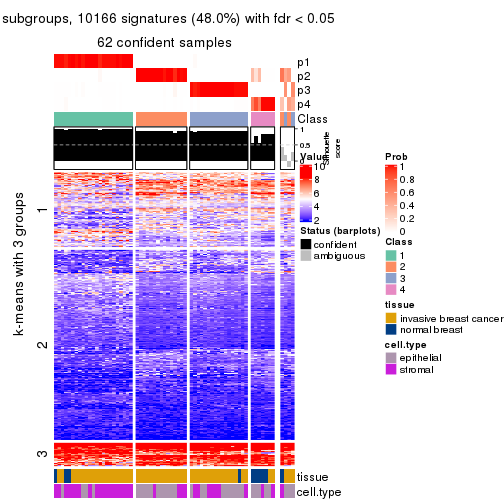 subgroups, 10166 signatures (48.0%) with fdr < 0.05
62 confident samples
p1
p2
p3
p4
Class
1
0.5
0
Silhouette
score
k-means with 3 groups
1
2
3
tissue
cell.type
Value
10
8
6
4
2
Status (barplots)
confident
ambiguous
Prob
1
0.8
0.6
0.4
0.2
0
Class
1
2
3
4
tissue
invasive breast cancer
normal breast
cell.type
epithelial
stromal